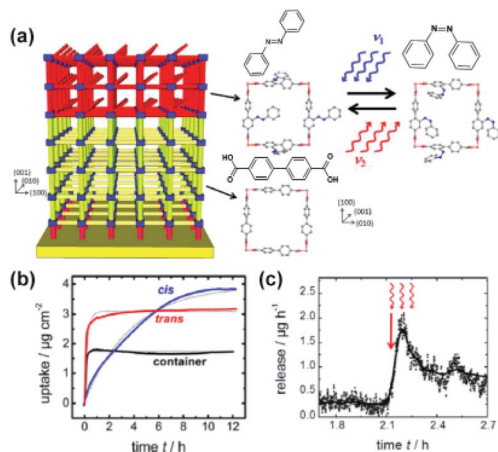 (a)
N=N
ν1
N=N
ν2
HO
O
O
OH
(001)
(010)
(100)
(100)
(001)
(010)
(b)
4
3
2
1
0
uptake / µg cm-2
cis
trans
container
0 2 4 6 8 10 12
time t / h
(c)
2.5
2.0
1.5
1.0
0.5
0.0
release / µg h-1
1.8 2.1 2.4 2.7
time t / h